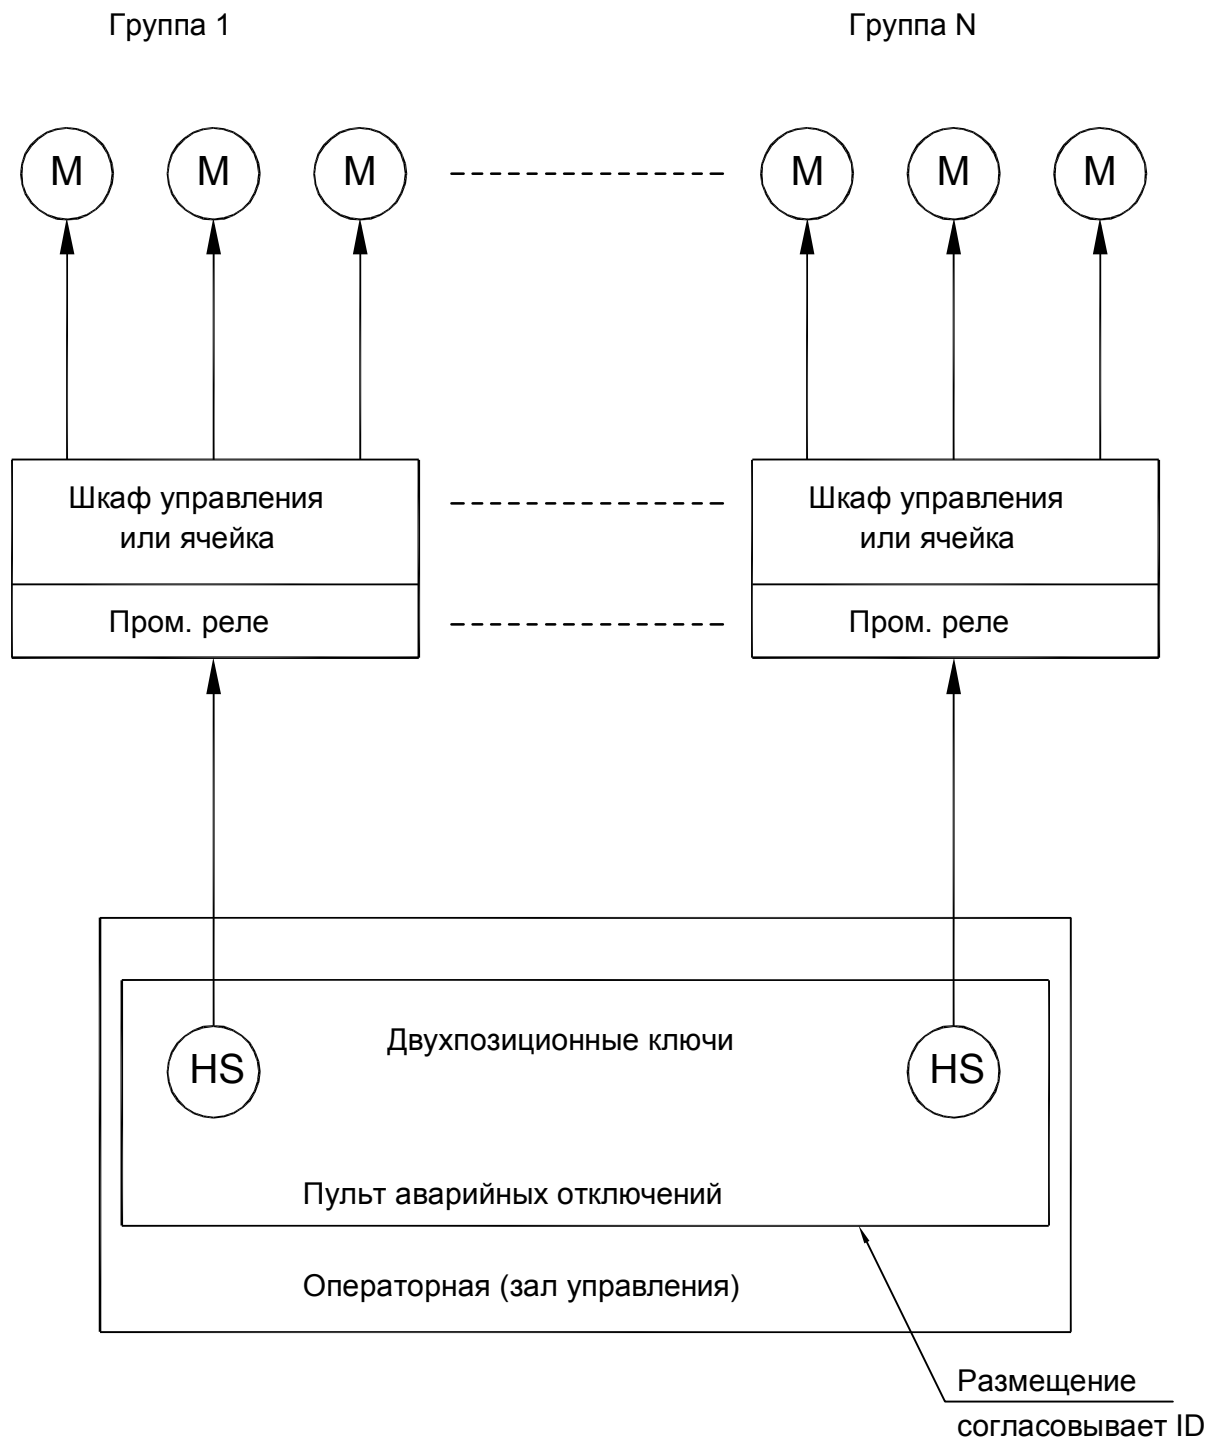 Группа 1
Группа N
M
M
M
M
M
M
Шкаф управления
или ячейка
Шкаф управления
или ячейка
Пром. реле
Пром. реле
Двухпозиционные ключи
HS
HS
Пульт аварийных отключений
Операторная (зал управления)
Размещение
согласовывает ID